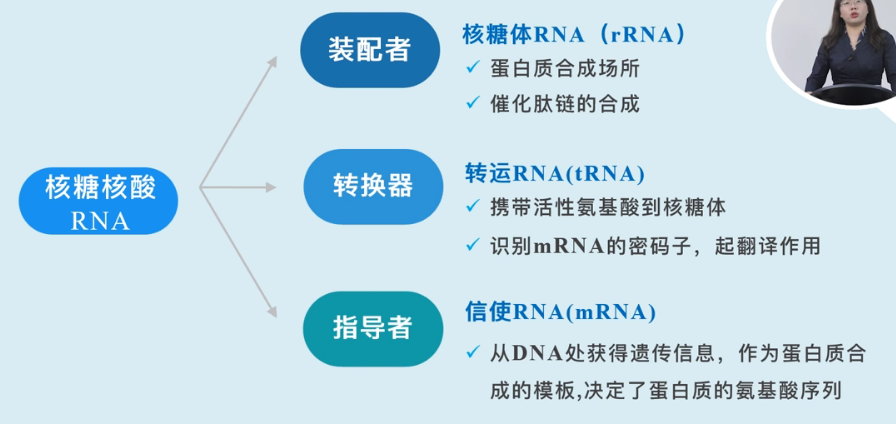 核糖核酸
RNA
装配者
核糖体RNA（rRNA）
✓ 蛋白质合成场所
✓ 催化肽链的合成
转换器
转运RNA(tRNA)
✓ 携带活性氨基酸到核糖体
✓ 识别mRNA的密码子，起翻译作用
指导者
信使RNA(mRNA)
✓ 从DNA处获得遗传信息，作为蛋白质合
成的模板,决定了蛋白质的氨基酸序列